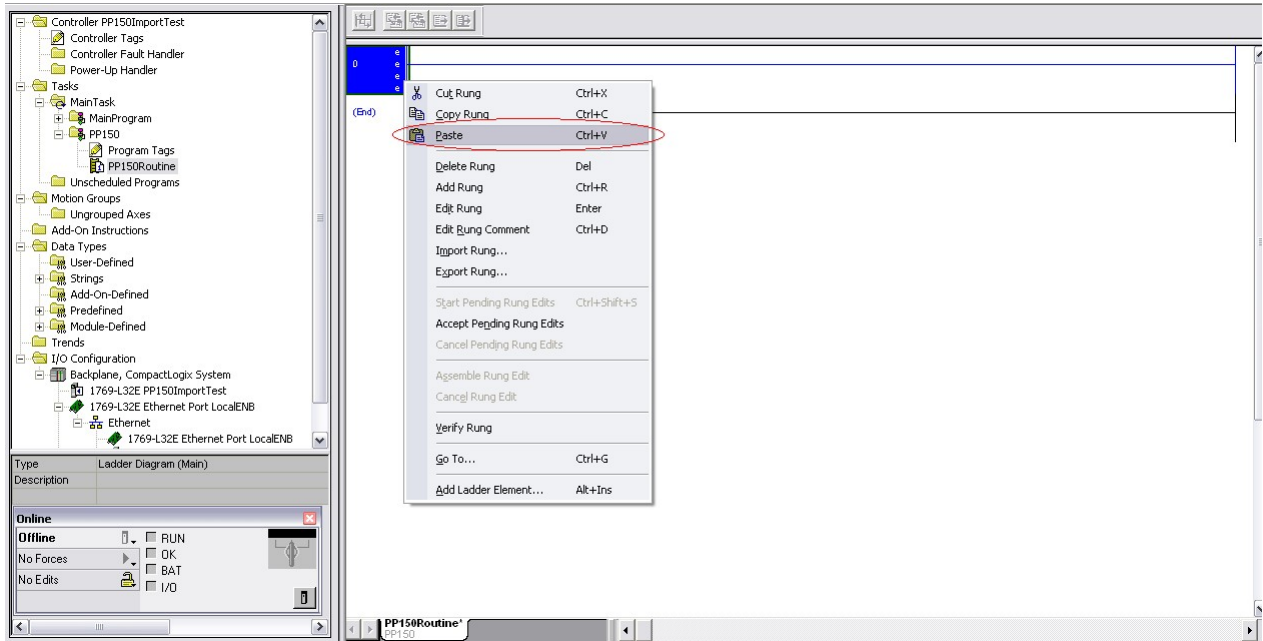 Controller PP150ImportTest
Controller Tags
Controller Fault Handler
Power-Up Handler
Tasks
MainTask
MainProgram
PP150
Program Tags
PP150Routine
Unscheduled Programs
Motion Groups
Ungrouped Axes
Add-On Instructions
Data Types
User-Defined
Strings
Add-On-Defined
Predefined
Module-Defined
Trends
I/O Configuration
Backplane, CompactLogix System
1769-L32E PP150ImportTest
1769-L32E Ethernet Port LocalENB
Ethernet
1769-L32E Ethernet Port LocalENB
Type Ladder Diagram (Main)
Description
Online
Offline RUN
No Forces OK
BAT
No Edits I/O
e
0 e
e
e
(End)
Cut Rung Ctrl+X
Copy Rung Ctrl+C
Paste Ctrl+V
Delete Rung Del
Add Rung Ctrl+R
Edit Rung Enter
Edit Rung Comment Ctrl+D
Import Rung...
Export Rung...
Start Pending Rung Edits Ctrl+Shift+S
Accept Pending Rung Edits
Cancel Pending Rung Edits
Assemble Rung Edit
Cancel Rung Edit
Verify Rung
Go To... Ctrl+G
Add Ladder Element... Alt+Ins
PP150Routine*
PP150